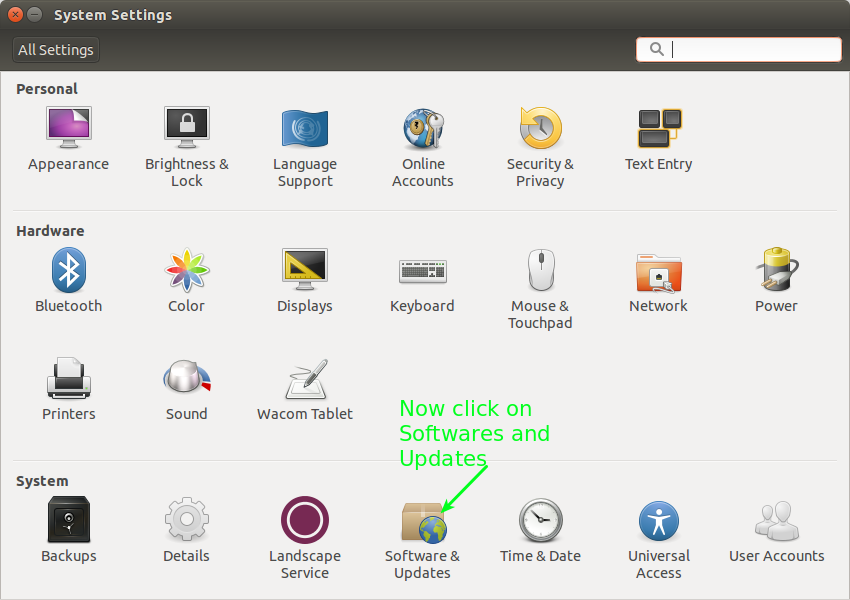 System Settings
All Settings
Personal
Appearance
Brightness &
Lock
Language
Support
Online
Accounts
Security &
Privacy
Text Entry
Hardware
Bluetooth
Color
Displays
Keyboard
Mouse &
Touchpad
Network
Power
Printers
Sound
Wacom Tablet
Now click on
Softwares and
Updates
System
Backups
Details
Landscape
Service
Software &
Updates
Time & Date
Universal
Access
User Accounts